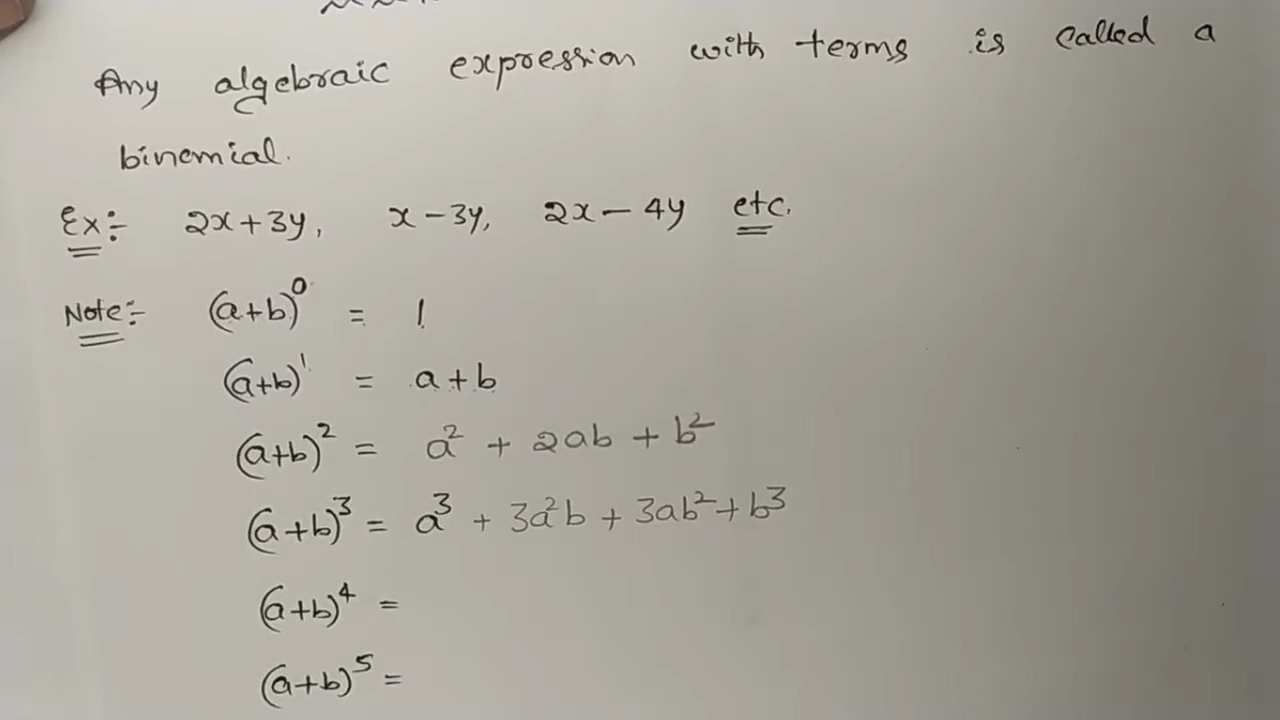 Any algebraic expression with terms is called a
binomial.
Ex:- 2x+3y, x-3y, 2x-4y etc.
Note:- (a+b)⁰ = 1
(a+b)¹ = a+b
(a+b)² = a² + 2ab + b²
(a+b)³ = a³ + 3a²b + 3ab² + b³
(a+b)⁴ =
(a+b)⁵ =